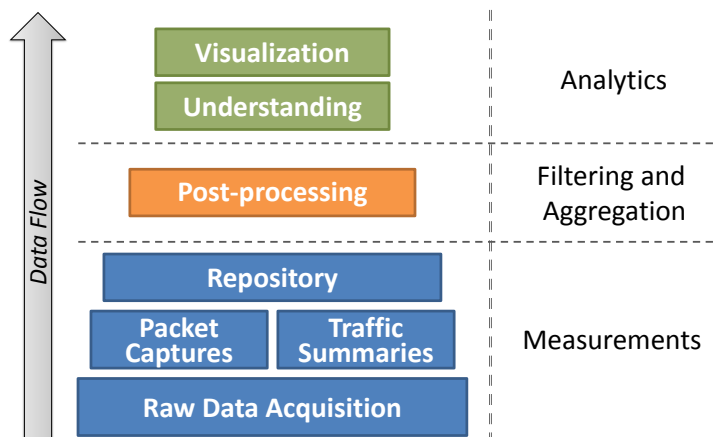 Visualization
Understanding
Analytics
Post-processing
Filtering and
Aggregation
Data Flow
Repository
Packet
Captures
Traffic
Summaries
Measurements
Raw Data Acquisition